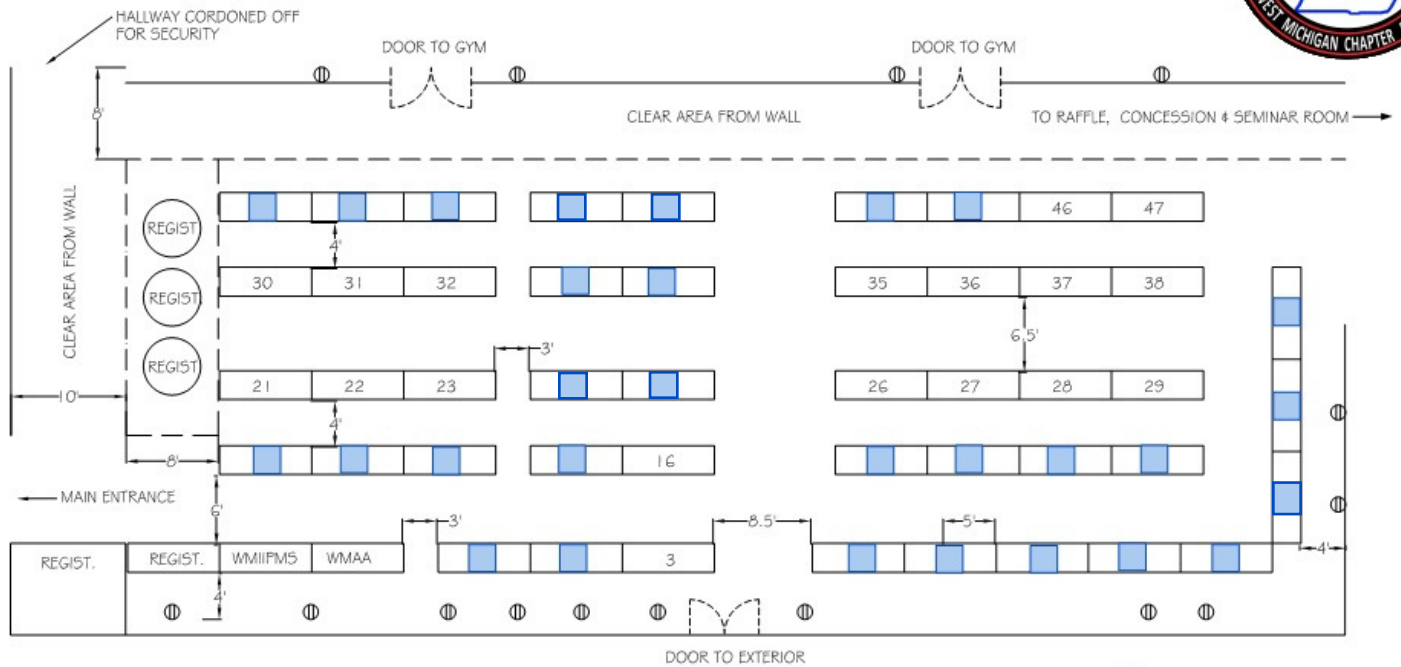 HALLWAY CORDONED OFF
FOR SECURITY
WEST MICHIGAN CHAPTER
DOOR TO GYM
DOOR TO GYM
8'
CLEAR AREA FROM WALL
TO RAFFLE, CONCESSION & SEMINAR ROOM
CLEAR AREA FROM WALL
REGIST.
46
47
4'
REGIST.
30
31
32
35
36
37
38
6.5'
3'
REGIST.
21
22
23
26
27
28
29
10'
4'
8'
16
MAIN ENTRANCE
6'
3'
8.5'
5'
REGIST.
REGIST.
WMIIPMS
WMAA
3
4'
4'
DOOR TO EXTERIOR